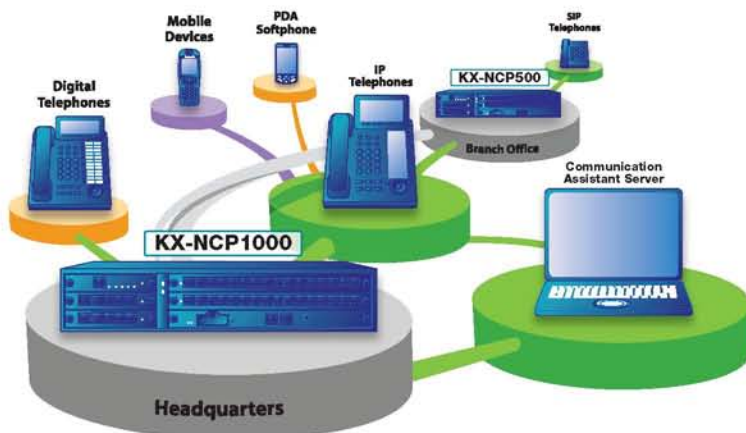 Mobile
Devices
PDA
Softphone
SIP
Telephones
Digital
Telephones
IP
Telephones
KX-NCP500
Branch Office
Communication
Assistant Server
KX-NCP1000
Headquarters